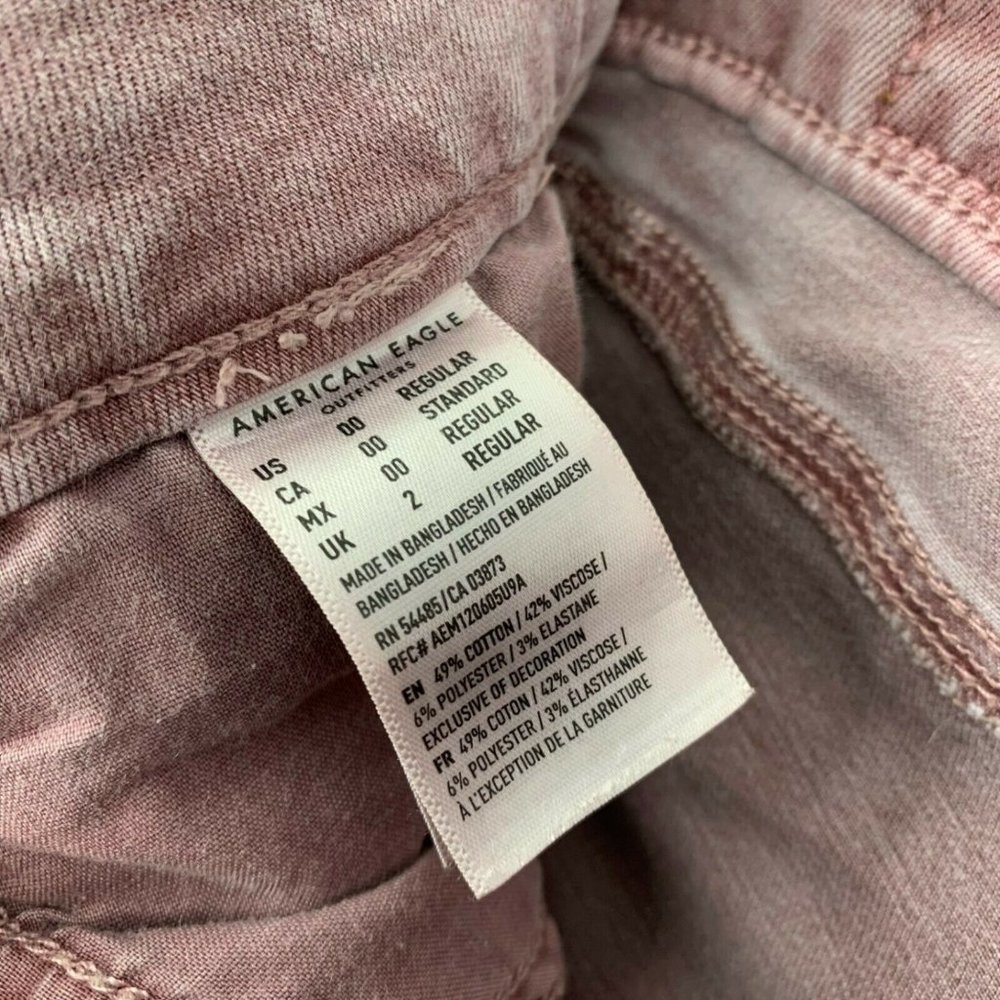 AMERICAN EAGLE
OUTFITTERS
US 00 REGULAR
CA 00 STANDARD
MX 00 REGULAR
UK 2 REGULAR
MADE IN BANGLADESH / FABRIQUÉ AU
BANGLADESH / HECHO EN BANGLADESH
RN 54485/CA 03873
RFC# AEM120605U9A
EN 49% COTTON / 42% VISCOSE /
6% POLYESTER / 3% ELASTANE
EXCLUSIVE OF DECORATION
FR 49% COTON / 42% VISCOSE /
6% POLYESTER / 3% ÉLASTHANNE
À L'EXCEPTION DE LA GARNITURE